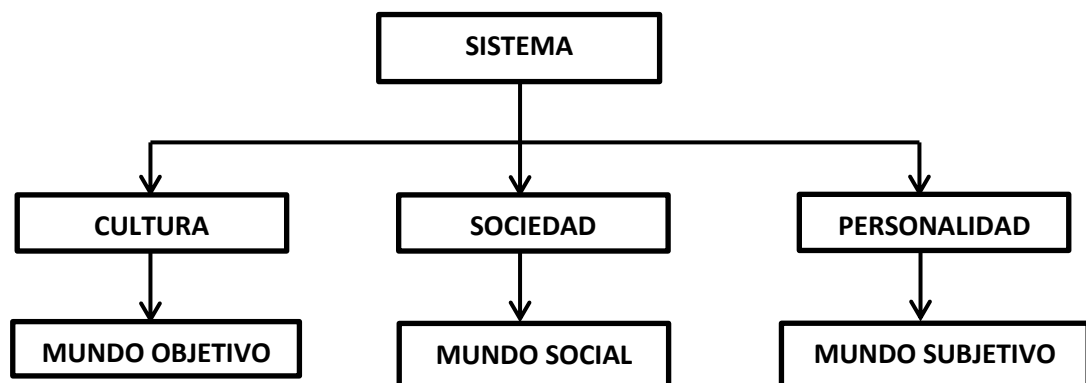 SISTEMA
CULTURA
SOCIEDAD
PERSONALIDAD
MUNDO OBJETIVO
MUNDO SOCIAL
MUNDO SUBJETIVO